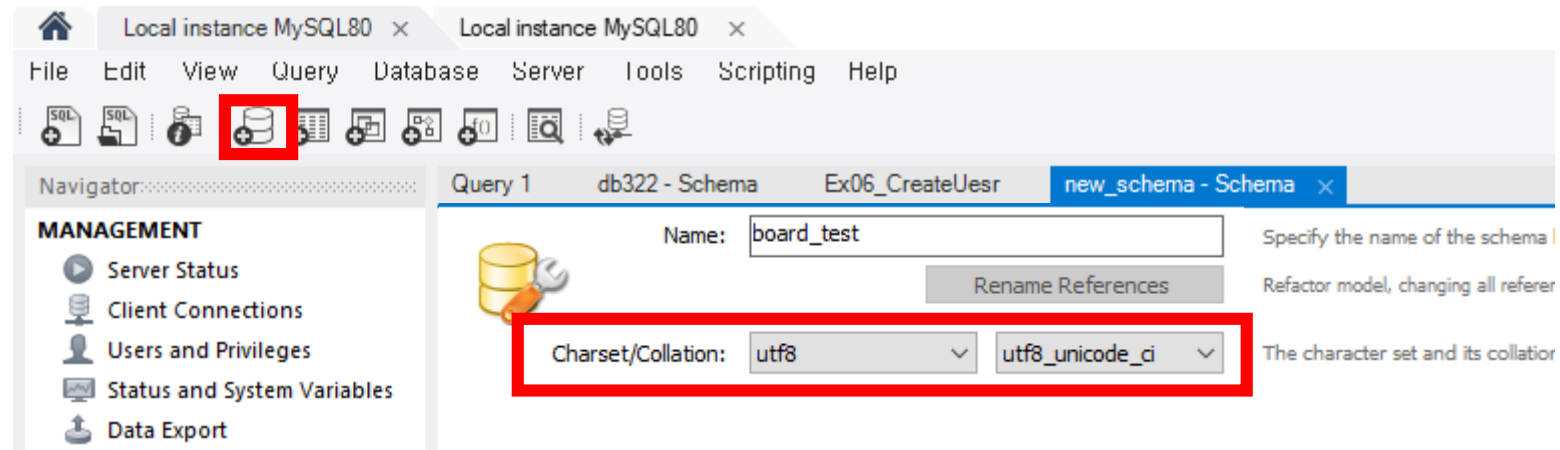 Local instance MySQL80 × Local instance MySQL80 ×
File Edit View Query Database Server Tools Scripting Help
SQL SQL f()
Navigator
Query 1 db322 - Schema Ex06_CreateUesr new_schema - Schema ×
MANAGEMENT
Server Status
Client Connections
Users and Privileges
Status and System Variables
Data Export
Name: board_test Specify the name of the schema
Rename References Refactor model, changing all
Charset/Collation: utf8 utf8_unicode_ci The character set and its